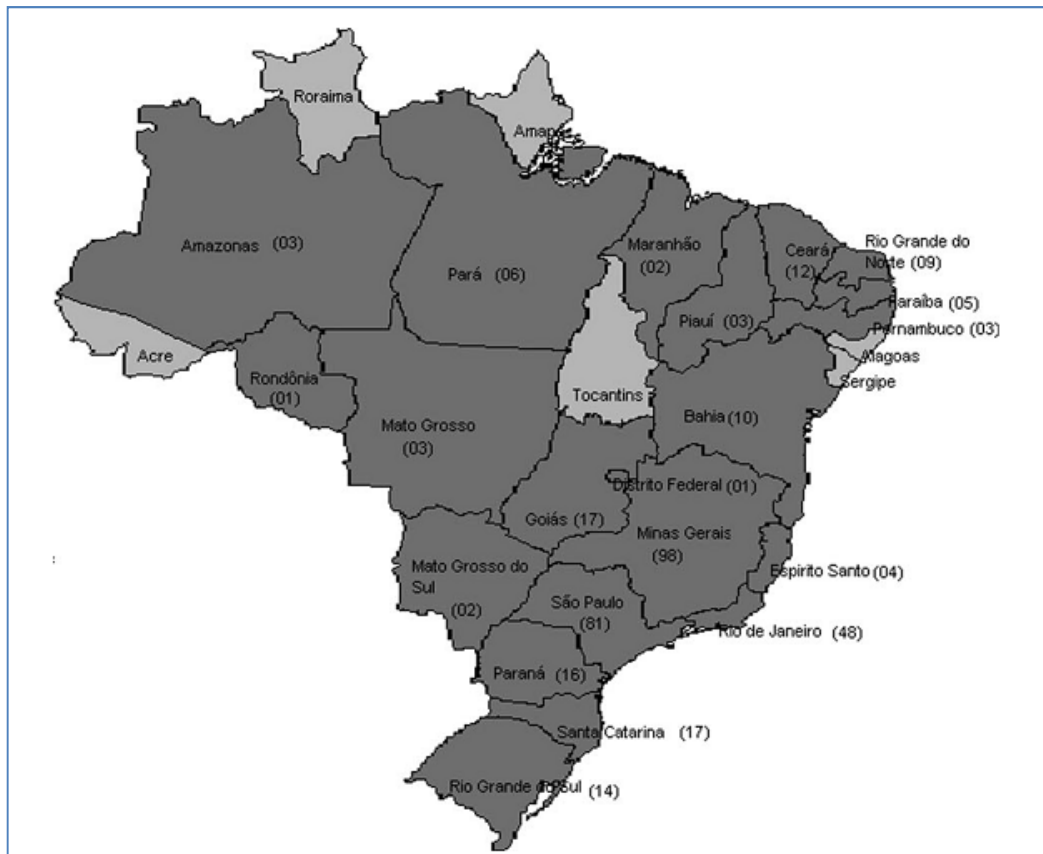 Roraima
Amapá
Amazonas (03)
Pará (06)
Maranhão
(02)
Ceará
(12)
Rio Grande do
Norte (09)
Piauí (03)
Paraíba (05)
Pernambuco (03)
Alagoas
Sergipe
Acre
Rondônia
(01)
Tocantins
Mato Grosso
(03)
Bahia (10)
Distrito Federal (01)
Goiás (17)
Minas Gerais
(98)
Mato Grosso do
Sul
(02)
Espirito Santo (04)
São Paulo
(81)
Rio de Janeiro (48)
Paraná (16)
Santa Catarina (17)
Rio Grande do Sul (14)